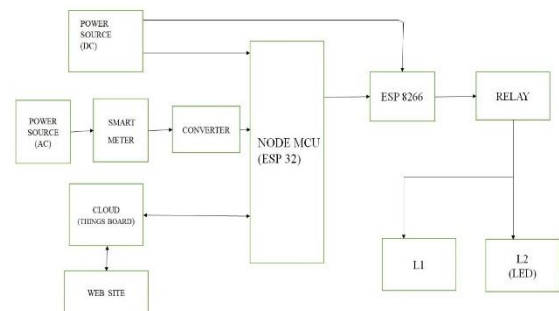 POWER
SOURCE
(DC)
POWER
SOURCE
(AC)
SMART
METER
CONVERTER
NODE MCU
(ESP 32)
ESP 8266
RELAY
CLOUD
(THINGS BOARD)
WEB SITE
L1
L2
(LED)